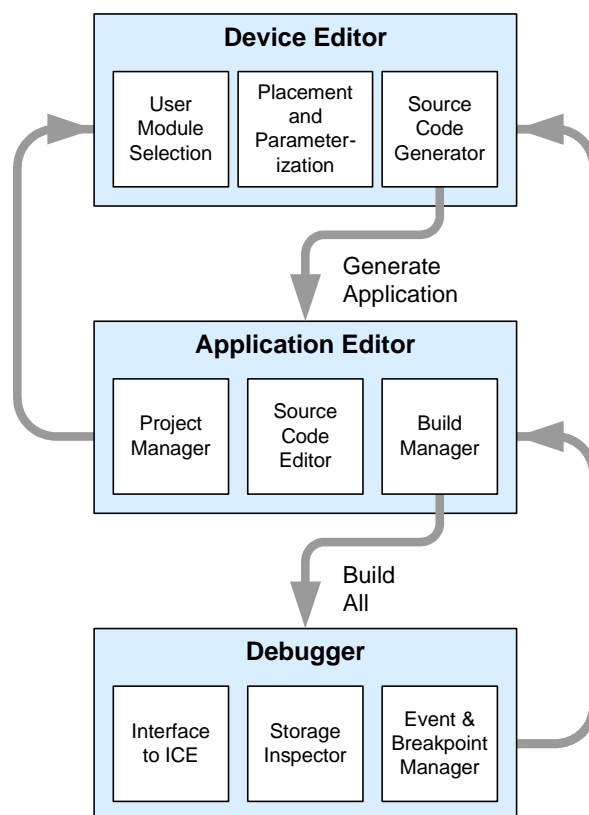 Device Editor
User
Module
Selection
Placement
and
Parameter-
ization
Source
Code
Generator
Generate
Application
Application Editor
Project
Manager
Source
Code
Editor
Build
Manager
Build
All
Debugger
Interface
to ICE
Storage
Inspector
Event &
Breakpoint
Manager